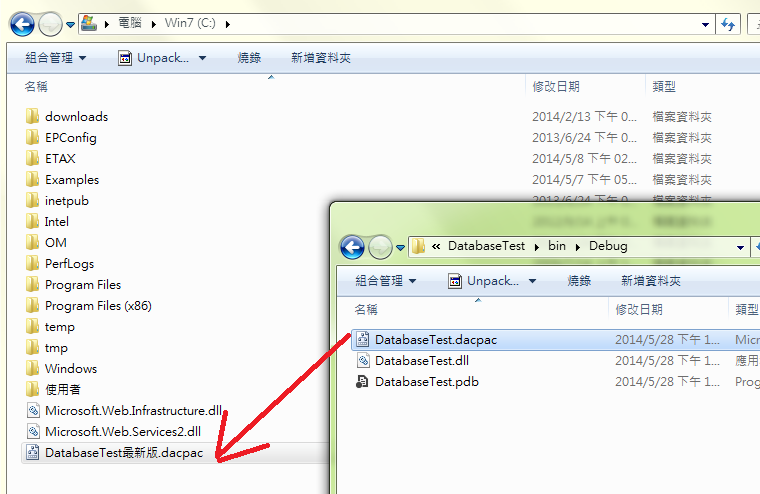 電腦 Win7 (C:)
組合管理 Unpack... 燒錄 新增資料夾
名稱 修改日期 類型
downloads 2014/2/13 下午 0... 檔案資料夾
EPConfig 2013/6/24 下午 0... 檔案資料夾
ETAX 2014/5/8 下午 02... 檔案資料夾
Examples 2014/5/7 下午 05... 檔案資料夾
inetpub 2013/6/24 下午 0... 檔案資料夾
Intel
OM
PerfLogs
Program Files
Program Files (x86)
temp
tmp
Windows
使用者
Microsoft.Web.Infrastructure.dll
Microsoft.Web.Services2.dll
DatabaseTest最新版.dacpac
« DatabaseTest bin Debug
組合管理 Unpack... 燒錄 新增資料夾
名稱 修改日期 類型
DatabaseTest.dacpac 2014/5/28 下午 1... Micr
DatabaseTest.dll 2014/5/28 下午 1... 應用
DatabaseTest.pdb 2014/5/28 下午 1... Prog